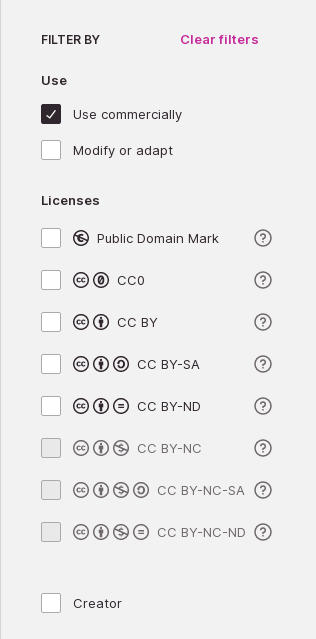 FILTER BY Clear filters
Use
Use commercially
Modify or adapt
Licenses
Public Domain Mark
CC0
CC BY
CC BY-SA
CC BY-ND
CC BY-NC
CC BY-NC-SA
CC BY-NC-ND
Creator